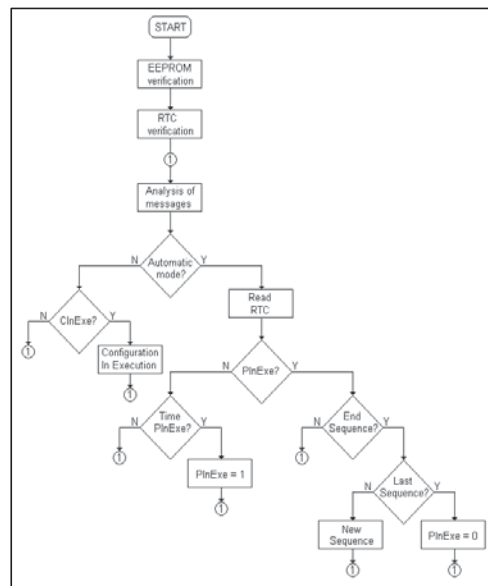 START
EEPROM
verification
RTC
verification
1
Analysis of
messages
N
Automatic
mode?
Y
Read
RTC
N
CInExe?
Y
1
Configuration
In Execution
1
N
PInExe?
Y
N
Time
PInExe?
Y
1
PInExe = 1
1
N
End
Sequence?
Y
1
N
Last
Sequence?
Y
New
Sequence
1
PInExe = 0
1